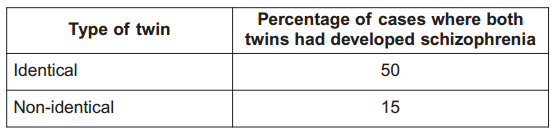 Type of twin
Percentage of cases where both
twins had developed schizophrenia
Identical
50
Non-identical
15